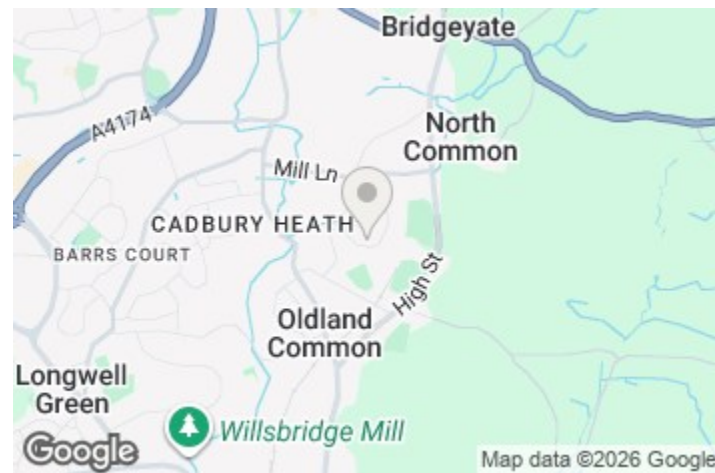 Bridgeyate
A4174
North
Common
Mill Ln
CADBURY HEATH
BARRS COURT
High St
Oldland
Common
Longwell
Green
Willsbridge Mill
Google
Map data ©2026 Google